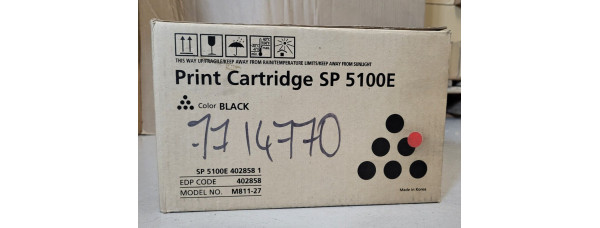 THIS WAY UP/FRAGILE/KEEP AWAY FROM RAIN/TEMPERATURE LIMITS/KEEP AWAY FROM SUNLIGHT
Print Cartridge SP 5100E
Color BLACK
7714770
SP 5100E 402858 1
EDP CODE 402858
MODEL NO. M811-27
Made in Korea